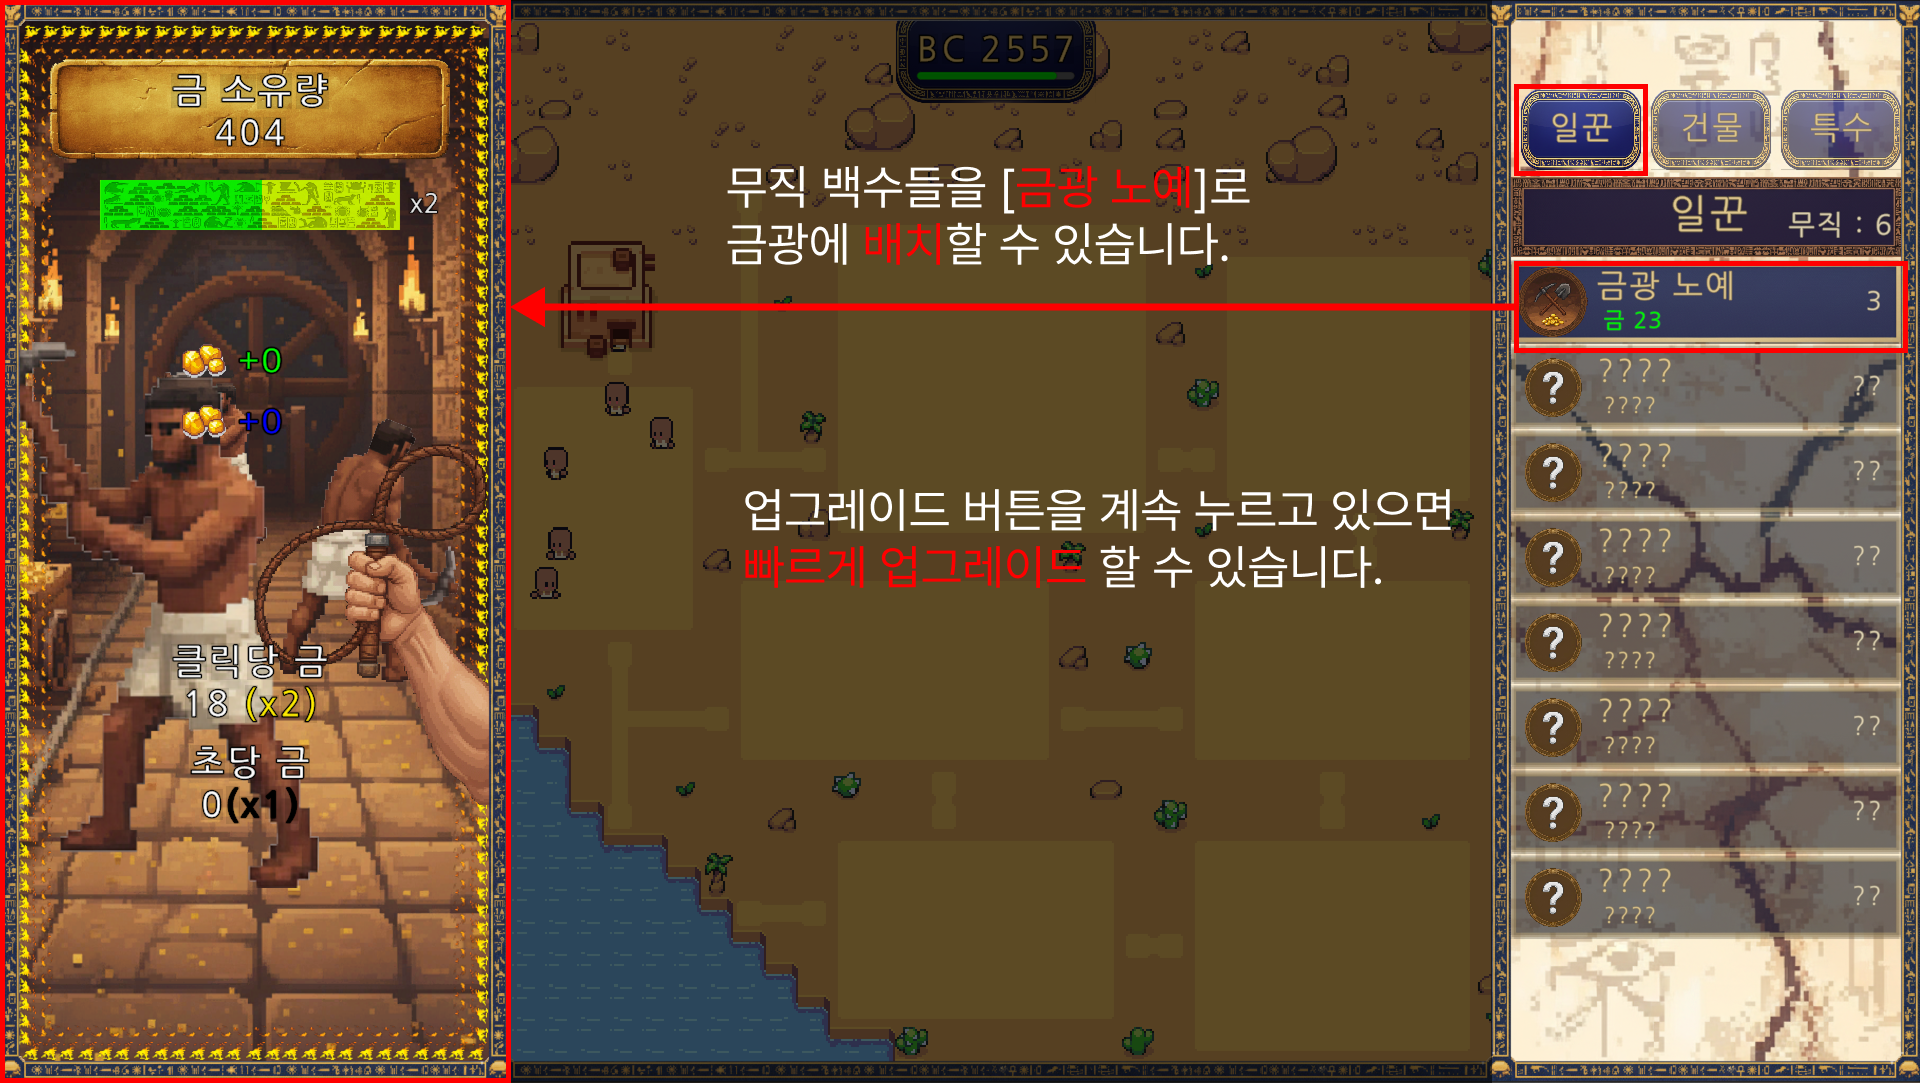 금 소유량
404
x2
+0
+0
클릭당 금
18 (x2)
초당 금
0(x1)
BC 2557
무직 백수들을 [금광 노예]로
금광에 배치할 수 있습니다.
업그레이드 버튼을 계속 누르고 있으면
빠르게 업그레이드 할 수 있습니다.
일꾼 건물 특수
일꾼 무직 : 6
금광 노예 3
금 23
? ???? ??
????
? ???? ??
????
? ???? ??
????
? ???? ??
????
? ???? ??
????
? ???? ??
????
? ???? ??
????